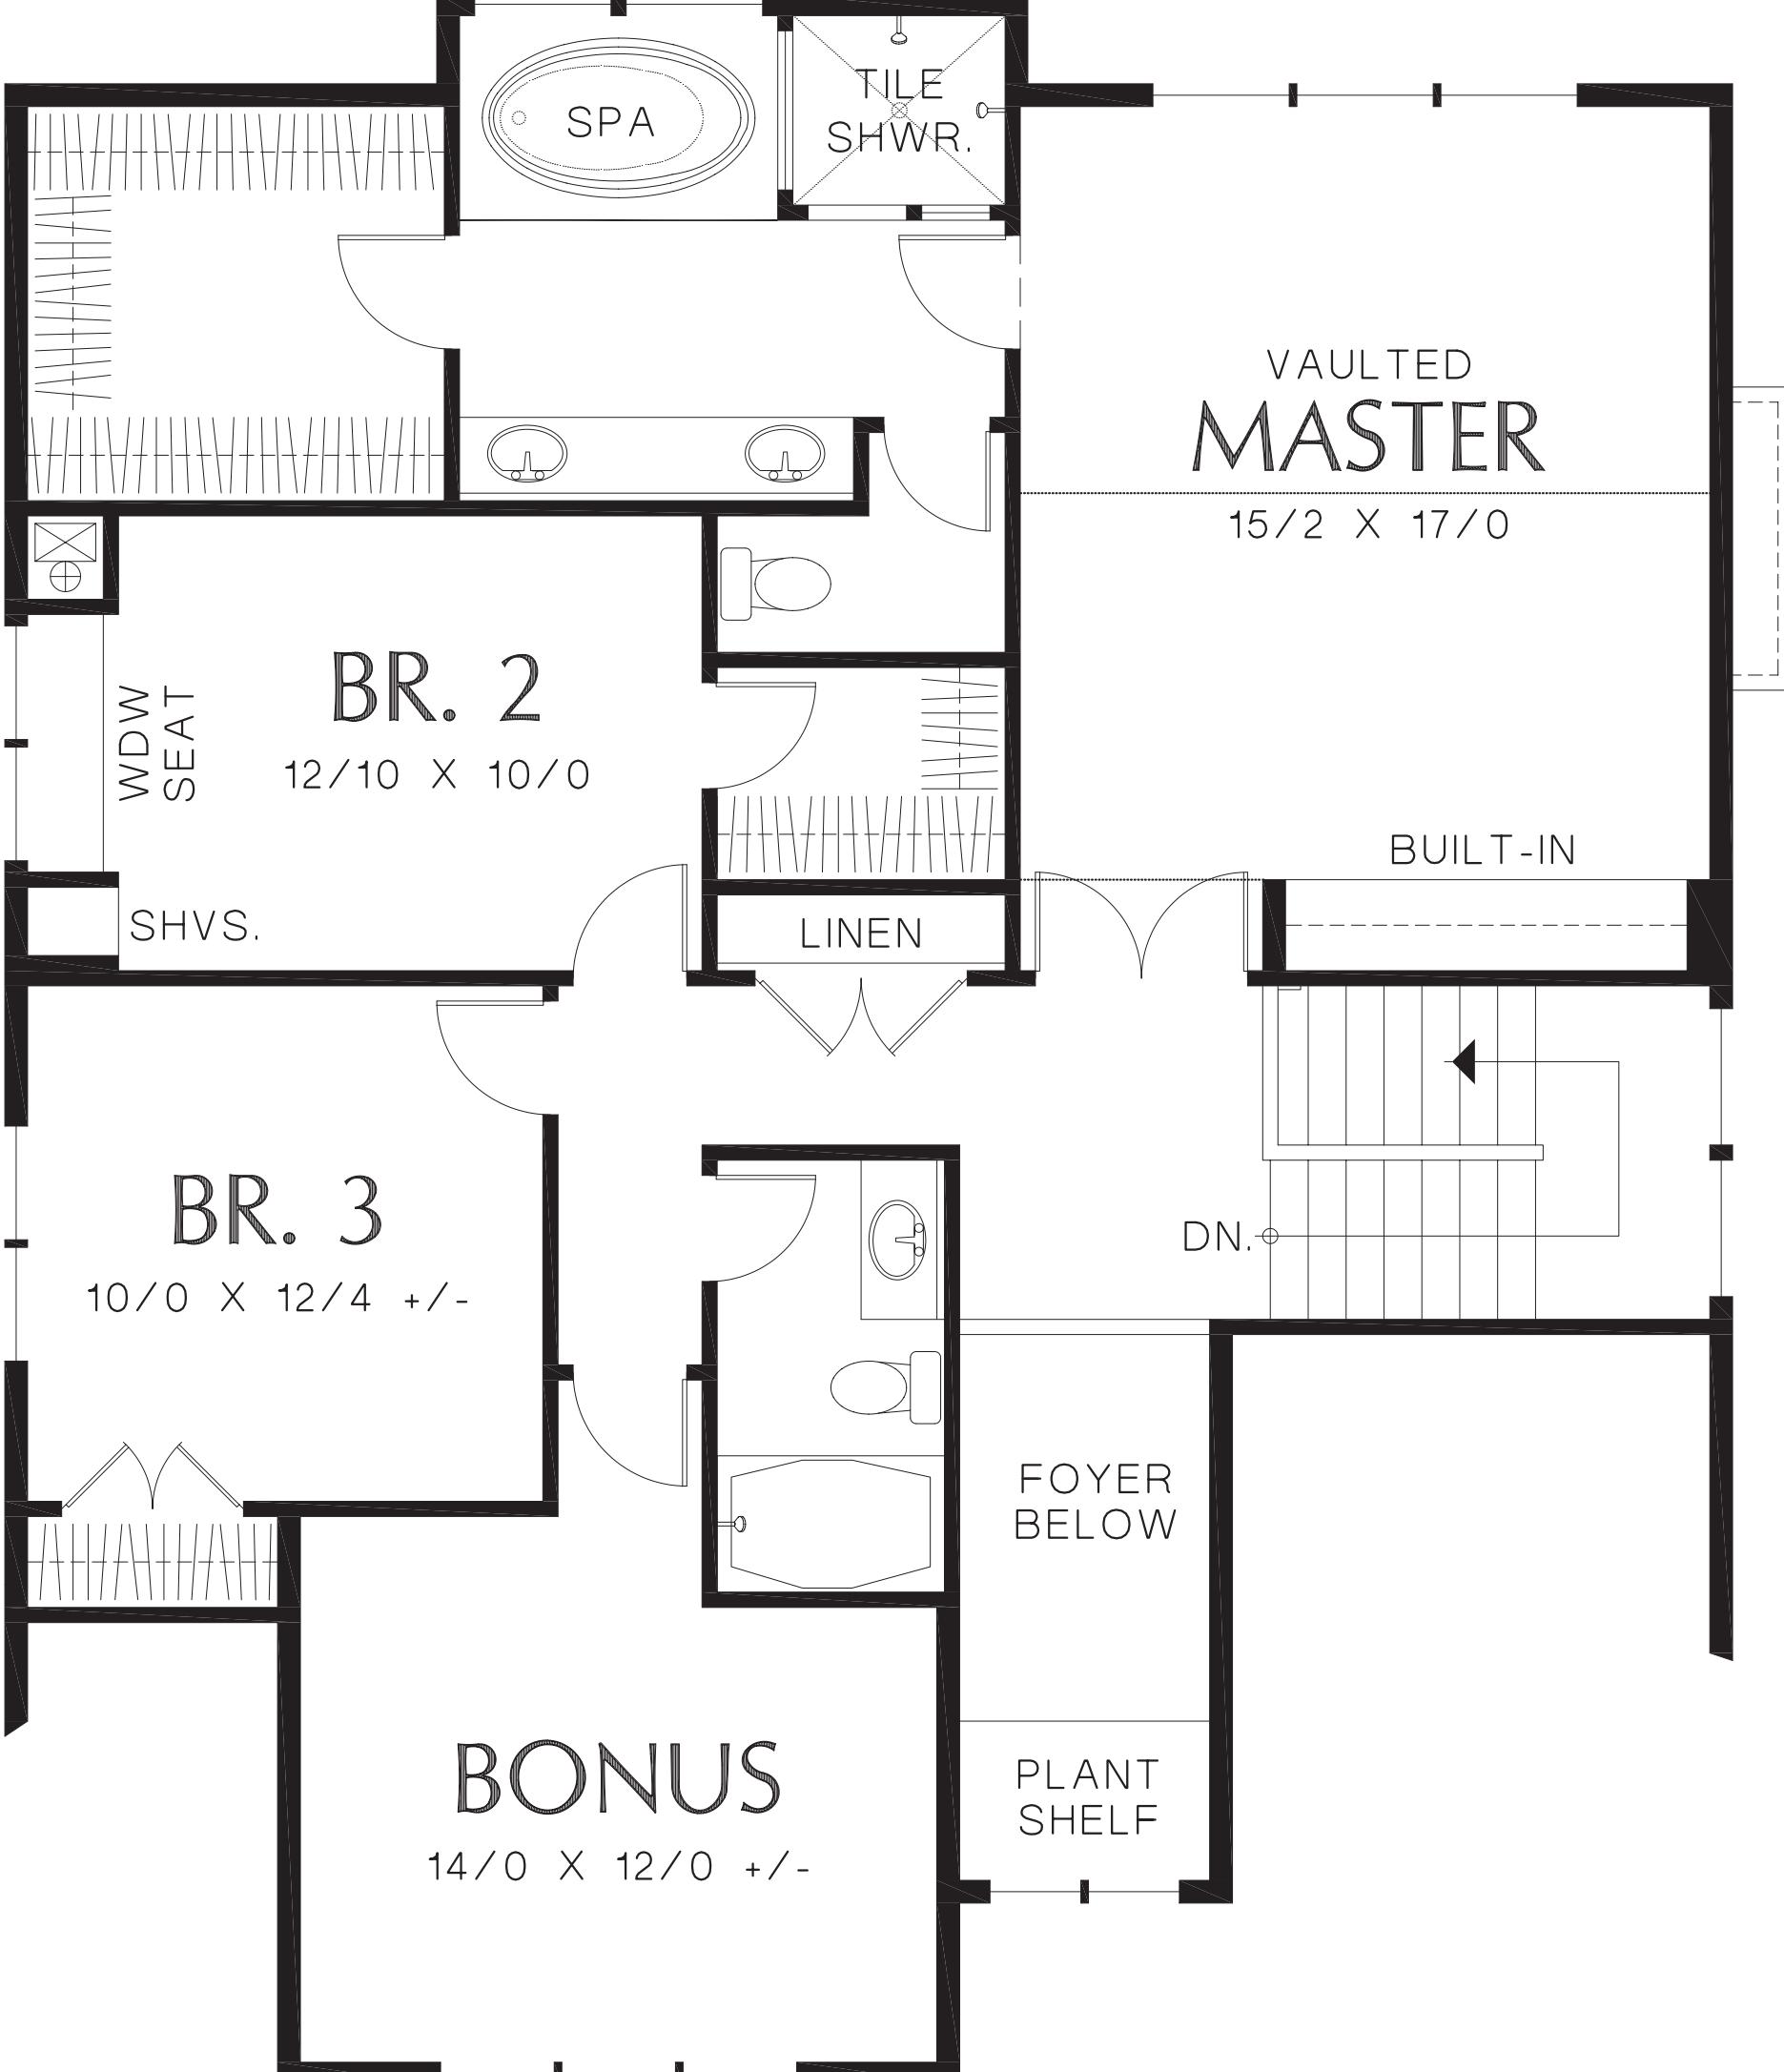 SPA
TILE
SHWR.
VAULTED
MASTER
15/2 X 17/0
BR. 2
12/10 X 10/0
WDW
SEAT
BUILT-IN
SHVS.
LINEN
BR. 3
10/0 X 12/4 +/-
DN.
FOYER
BELOW
PLANT
SHELF
BONUS
14/0 X 12/0 +/-